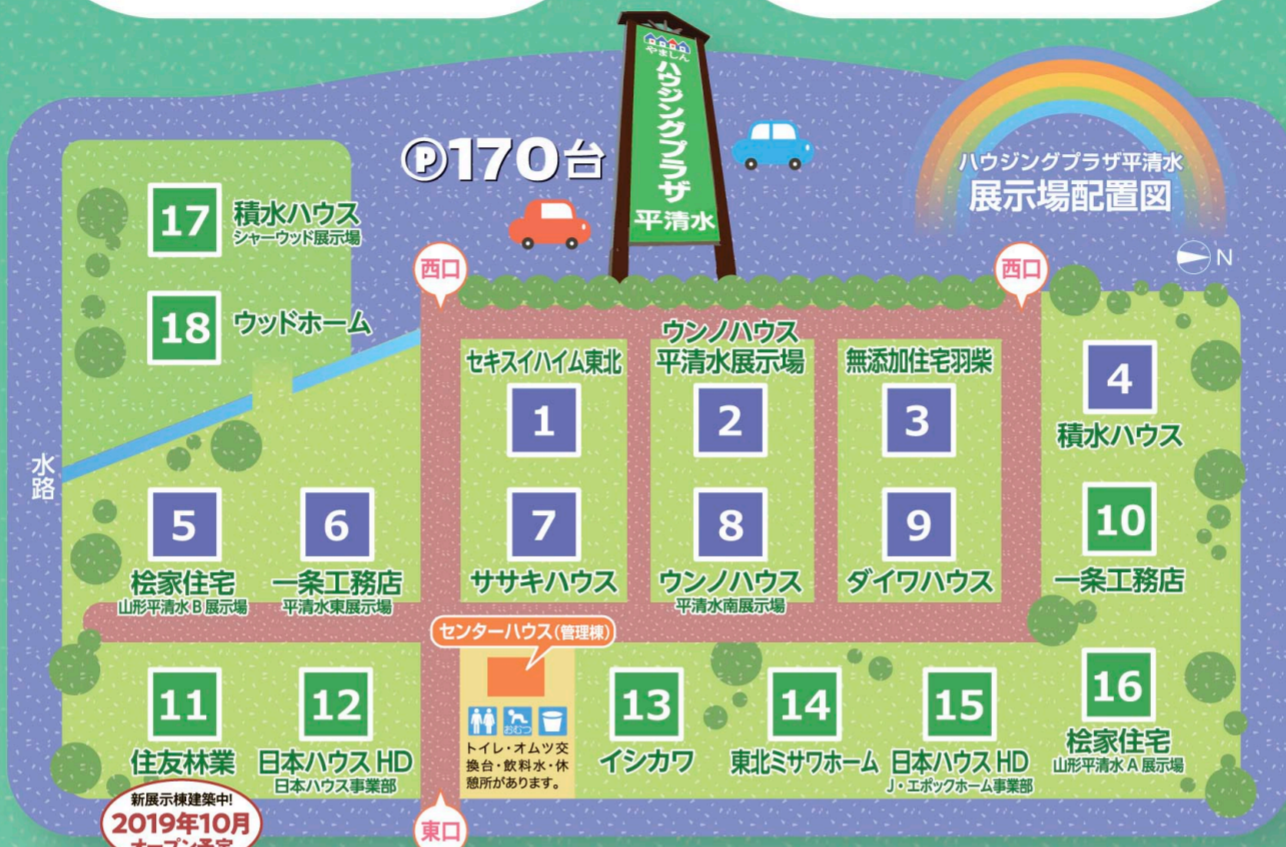 やましん
ハウジングプラザ
平清水
Ⓟ170台
ハウジングプラザ平清水
展示場配置図
N
西口
西口
17
積水ハウス
シャーウッド展示場
18
ウッドホーム
水路
セキスイハイム東北
1
ウンノハウス
平清水展示場
2
無添加住宅羽柴
3
4
積水ハウス
5
桧家住宅
山形平清水B展示場
6
一条工務店
平清水東展示場
7
ササキハウス
8
ウンノハウス
平清水南展示場
9
ダイワハウス
10
一条工務店
センターハウス(管理棟)
おむつ
トイレ・オムツ交
換台・飲料水・休
憩所があります。
11
住友林業
新展示棟建築中!
2019年10月
オープン予定
12
日本ハウスHD
日本ハウス事業部
13
イシカワ
14
東北ミサワホーム
15
日本ハウスHD
J・エポックホーム事業部
16
桧家住宅
山形平清水A展示場
東口